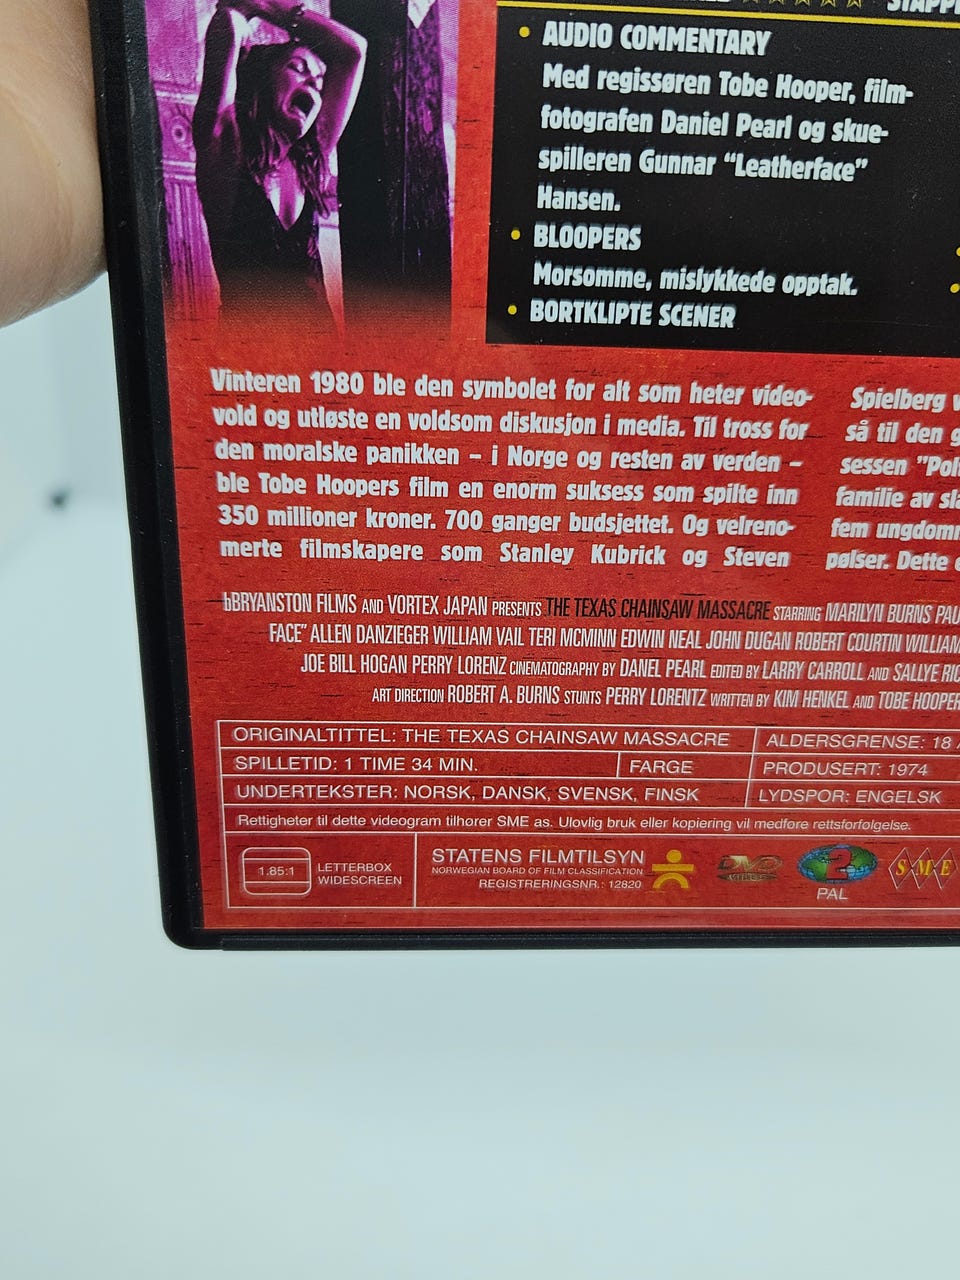 AUDIO COMMENTARY
Med regissøren Tobe Hooper, film-
fotografen Daniel Pearl og skue-
spilleren Gunnar “Leatherface”
Hansen.
BLOOPERS
Morsomme, mislykkede opptak.
BORTKLIPTE SCENER
Vinteren 1980 ble den symbolet for alt som heter video-
vold og utløste en voldsom diskusjon i media. Til tross for
den moralske panikken – i Norge og resten av verden –
ble Tobe Hoopers film en enorm suksess som spilte inn
350 millioner kroner. 700 ganger budsjettet. Og velreno-
merte filmskapere som Stanley Kubrick og Steven
Spielberg
så til den
sessen
familie av
fem
pølser. Dette
bBRYANSTON FILMS AND VORTEX JAPAN PRESENTS THE TEXAS CHAINSAW MASSACRE STARRING MARILYN BURNS
FACE” ALLEN DANZIEGER WILLIAM VAIL TERI MCMINN EDWIN NEAL JOHN DUGAN ROBERT COURTIN WILLIAM
JOE BILL HOGAN PERRY LORENZ CINEMATOGRAPHY BY DANEL PEARL EDITED BY LARRY CARROLL AND SALLYE
ART DIRECTION ROBERT A. BURNS STUNTS PERRY LORENTZ WRITTEN BY KIM HENKEL AND TOBE HOOPER
ORIGINALTITTEL: THE TEXAS CHAINSAW MASSACRE ALDERSGRENSE: 18
SPILLETID: 1 TIME 34 MIN. FARGE PRODUSERT: 1974
UNDERTEKSTER: NORSK, DANSK, SVENSK, FINSK LYDSPOR: ENGELSK
Rettigheter til dette videogram tilhører SME as. Ulovlig bruk eller kopiering vil medføre rettsforfølgelse.
1.85:1 LETTERBOX
WIDESCREEN
STATENS FILMTILSYN
NORWEGIAN BOARD OF FILM CLASSIFICATION
REGISTRERINGSNR.: 12820
DVD
VIDEO
2
PAL
SME